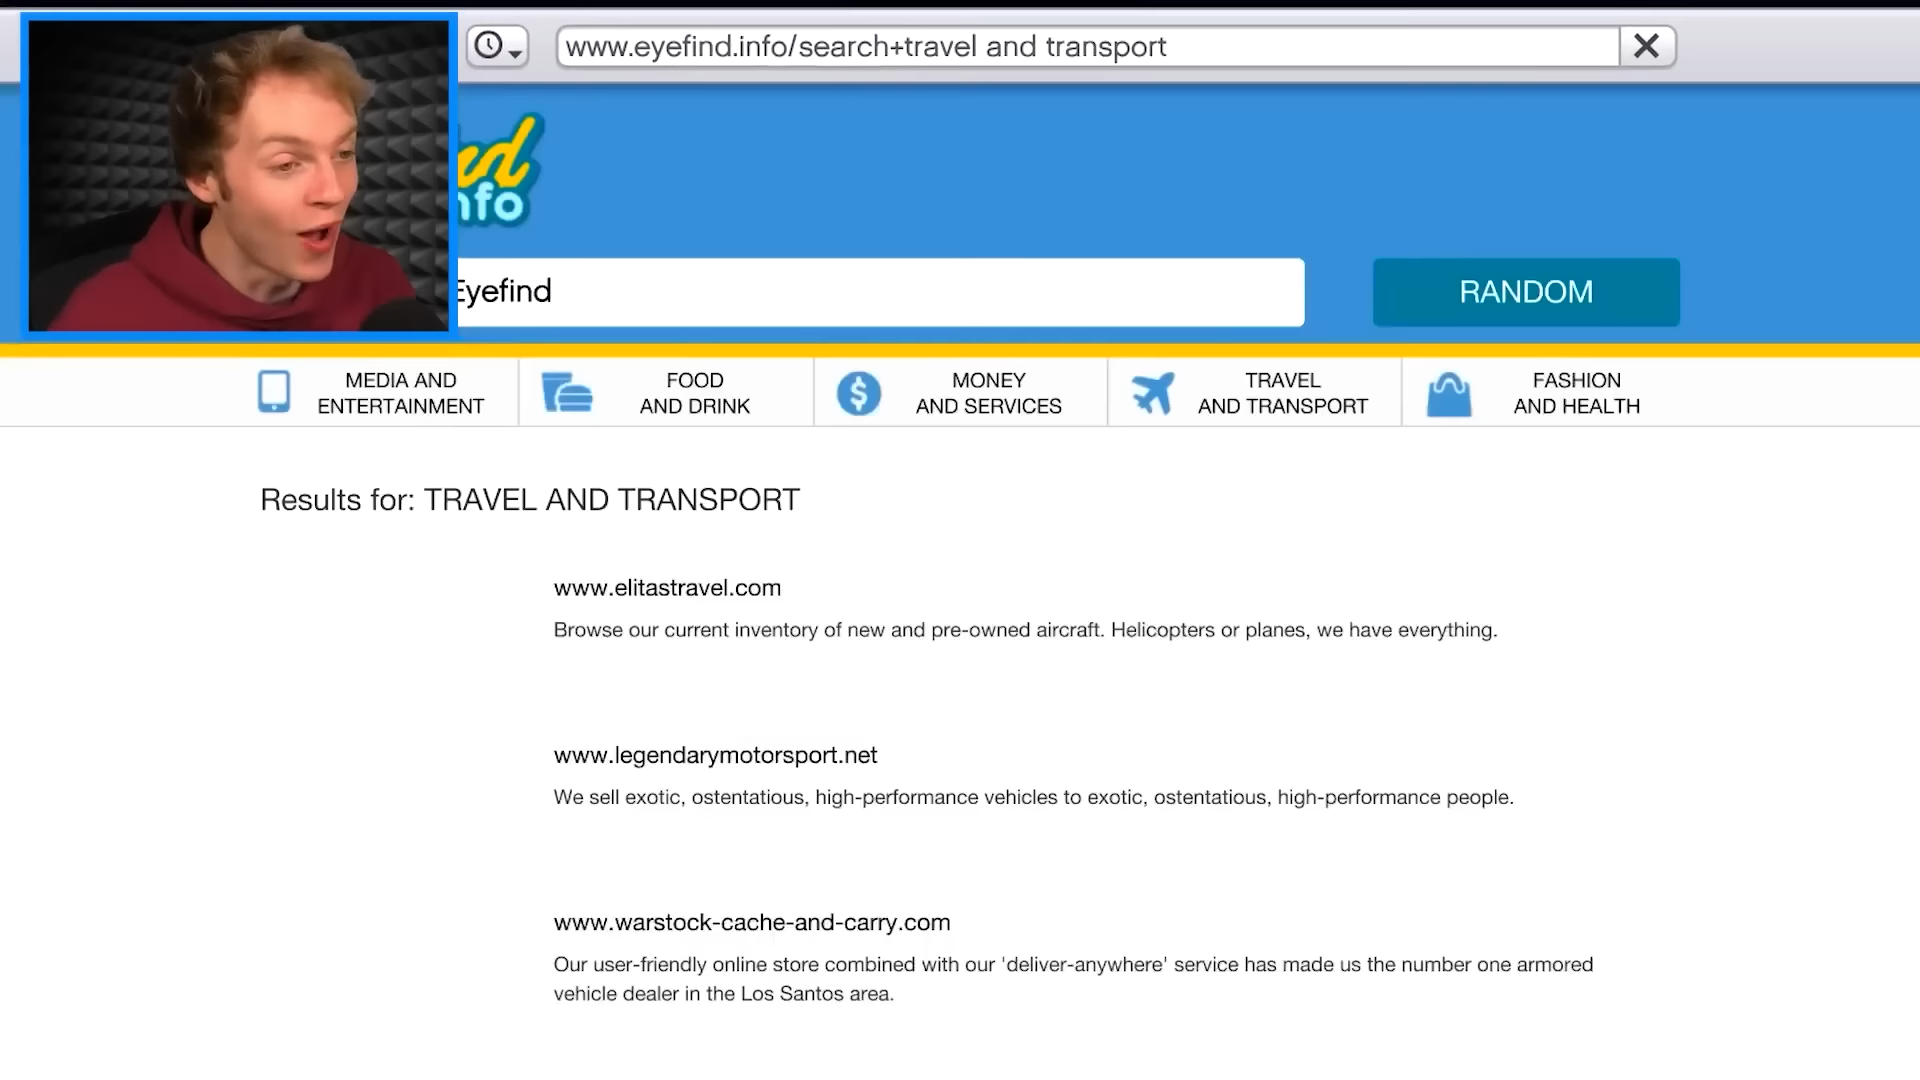 www.eyefind.info/search+travel and transport
nd
nfo
Eyefind
RANDOM
MEDIA AND
ENTERTAINMENT
FOOD
AND DRINK
MONEY
AND SERVICES
TRAVEL
AND TRANSPORT
FASHION
AND HEALTH
Results for: TRAVEL AND TRANSPORT
www.elitastravel.com
Browse our current inventory of new and pre-owned aircraft. Helicopters or planes, we have everything.
www.legendarymotorsport.net
We sell exotic, ostentatious, high-performance vehicles to exotic, ostentatious, high-performance people.
www.warstock-cache-and-carry.com
Our user-friendly online store combined with our 'deliver-anywhere' service has made us the number one armored
vehicle dealer in the Los Santos area.